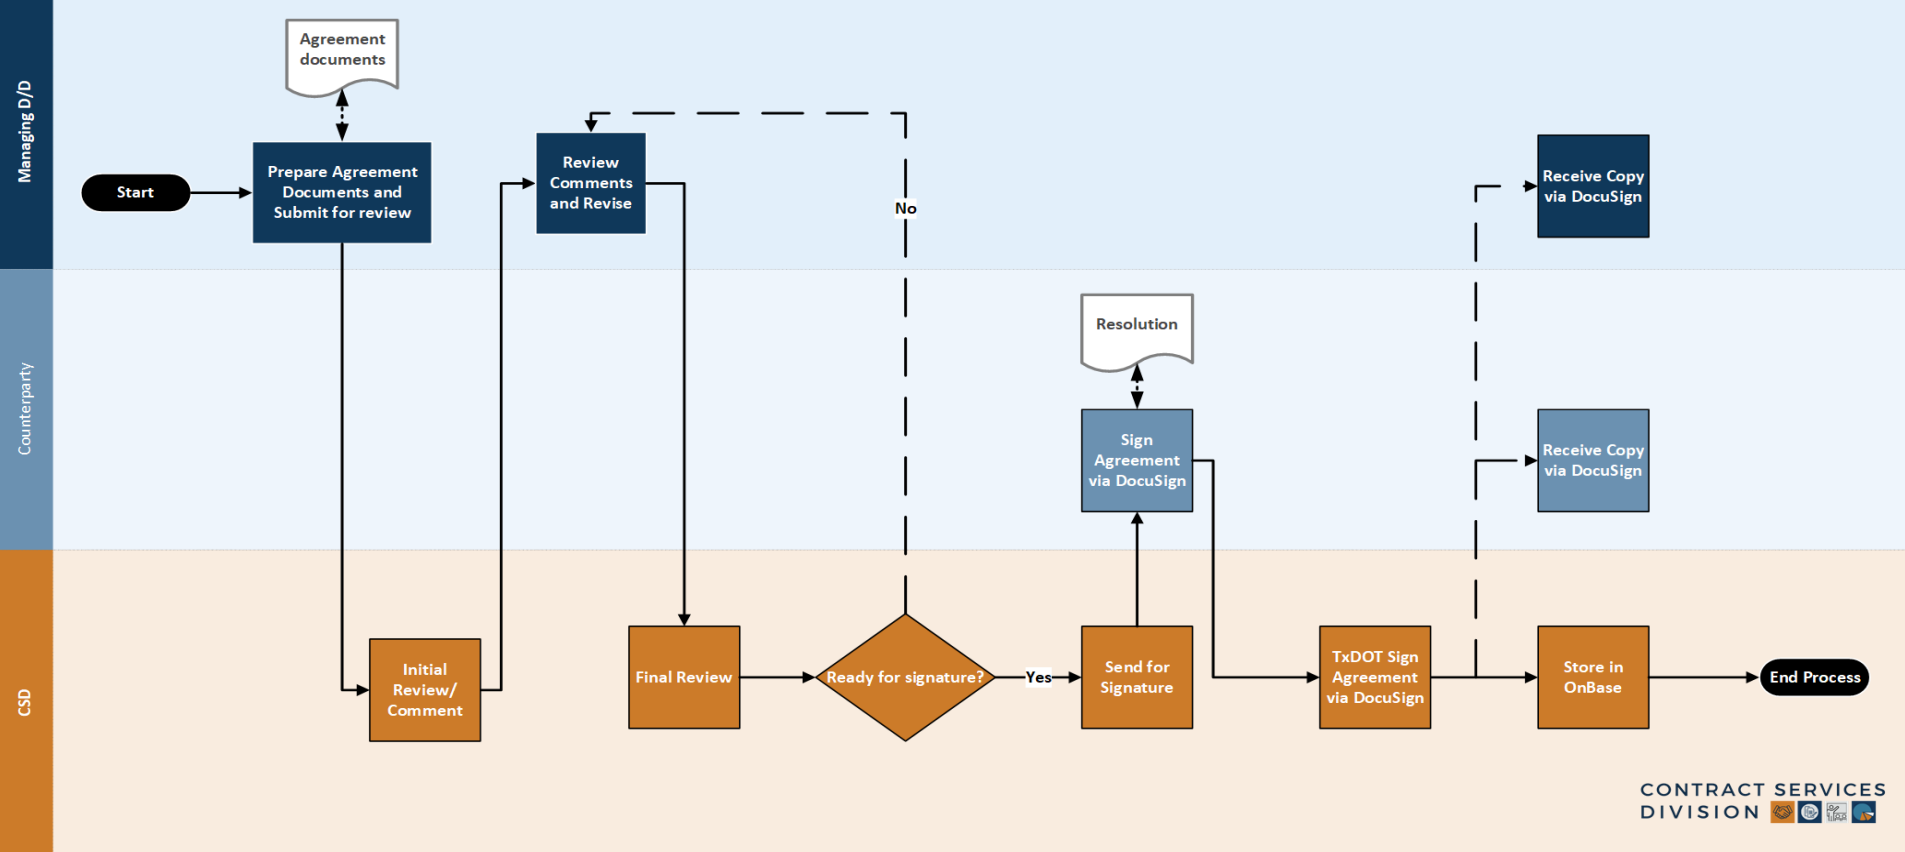 Managing D/D
Agreement
documents
Start
Prepare Agreement
Documents and
Submit for review
Review
Comments
and Revise
No
Receive Copy
via DocuSign
Counterparty
Resolution
Sign
Agreement
via DocuSign
Receive Copy
via DocuSign
CSD
Initial
Review/
Comment
Final Review
Ready for signature?
Yes
Send for
Signature
TxDOT Sign
Agreement
via DocuSign
Store in
OnBase
End Process
CONTRACT SERVICES
DIVISION